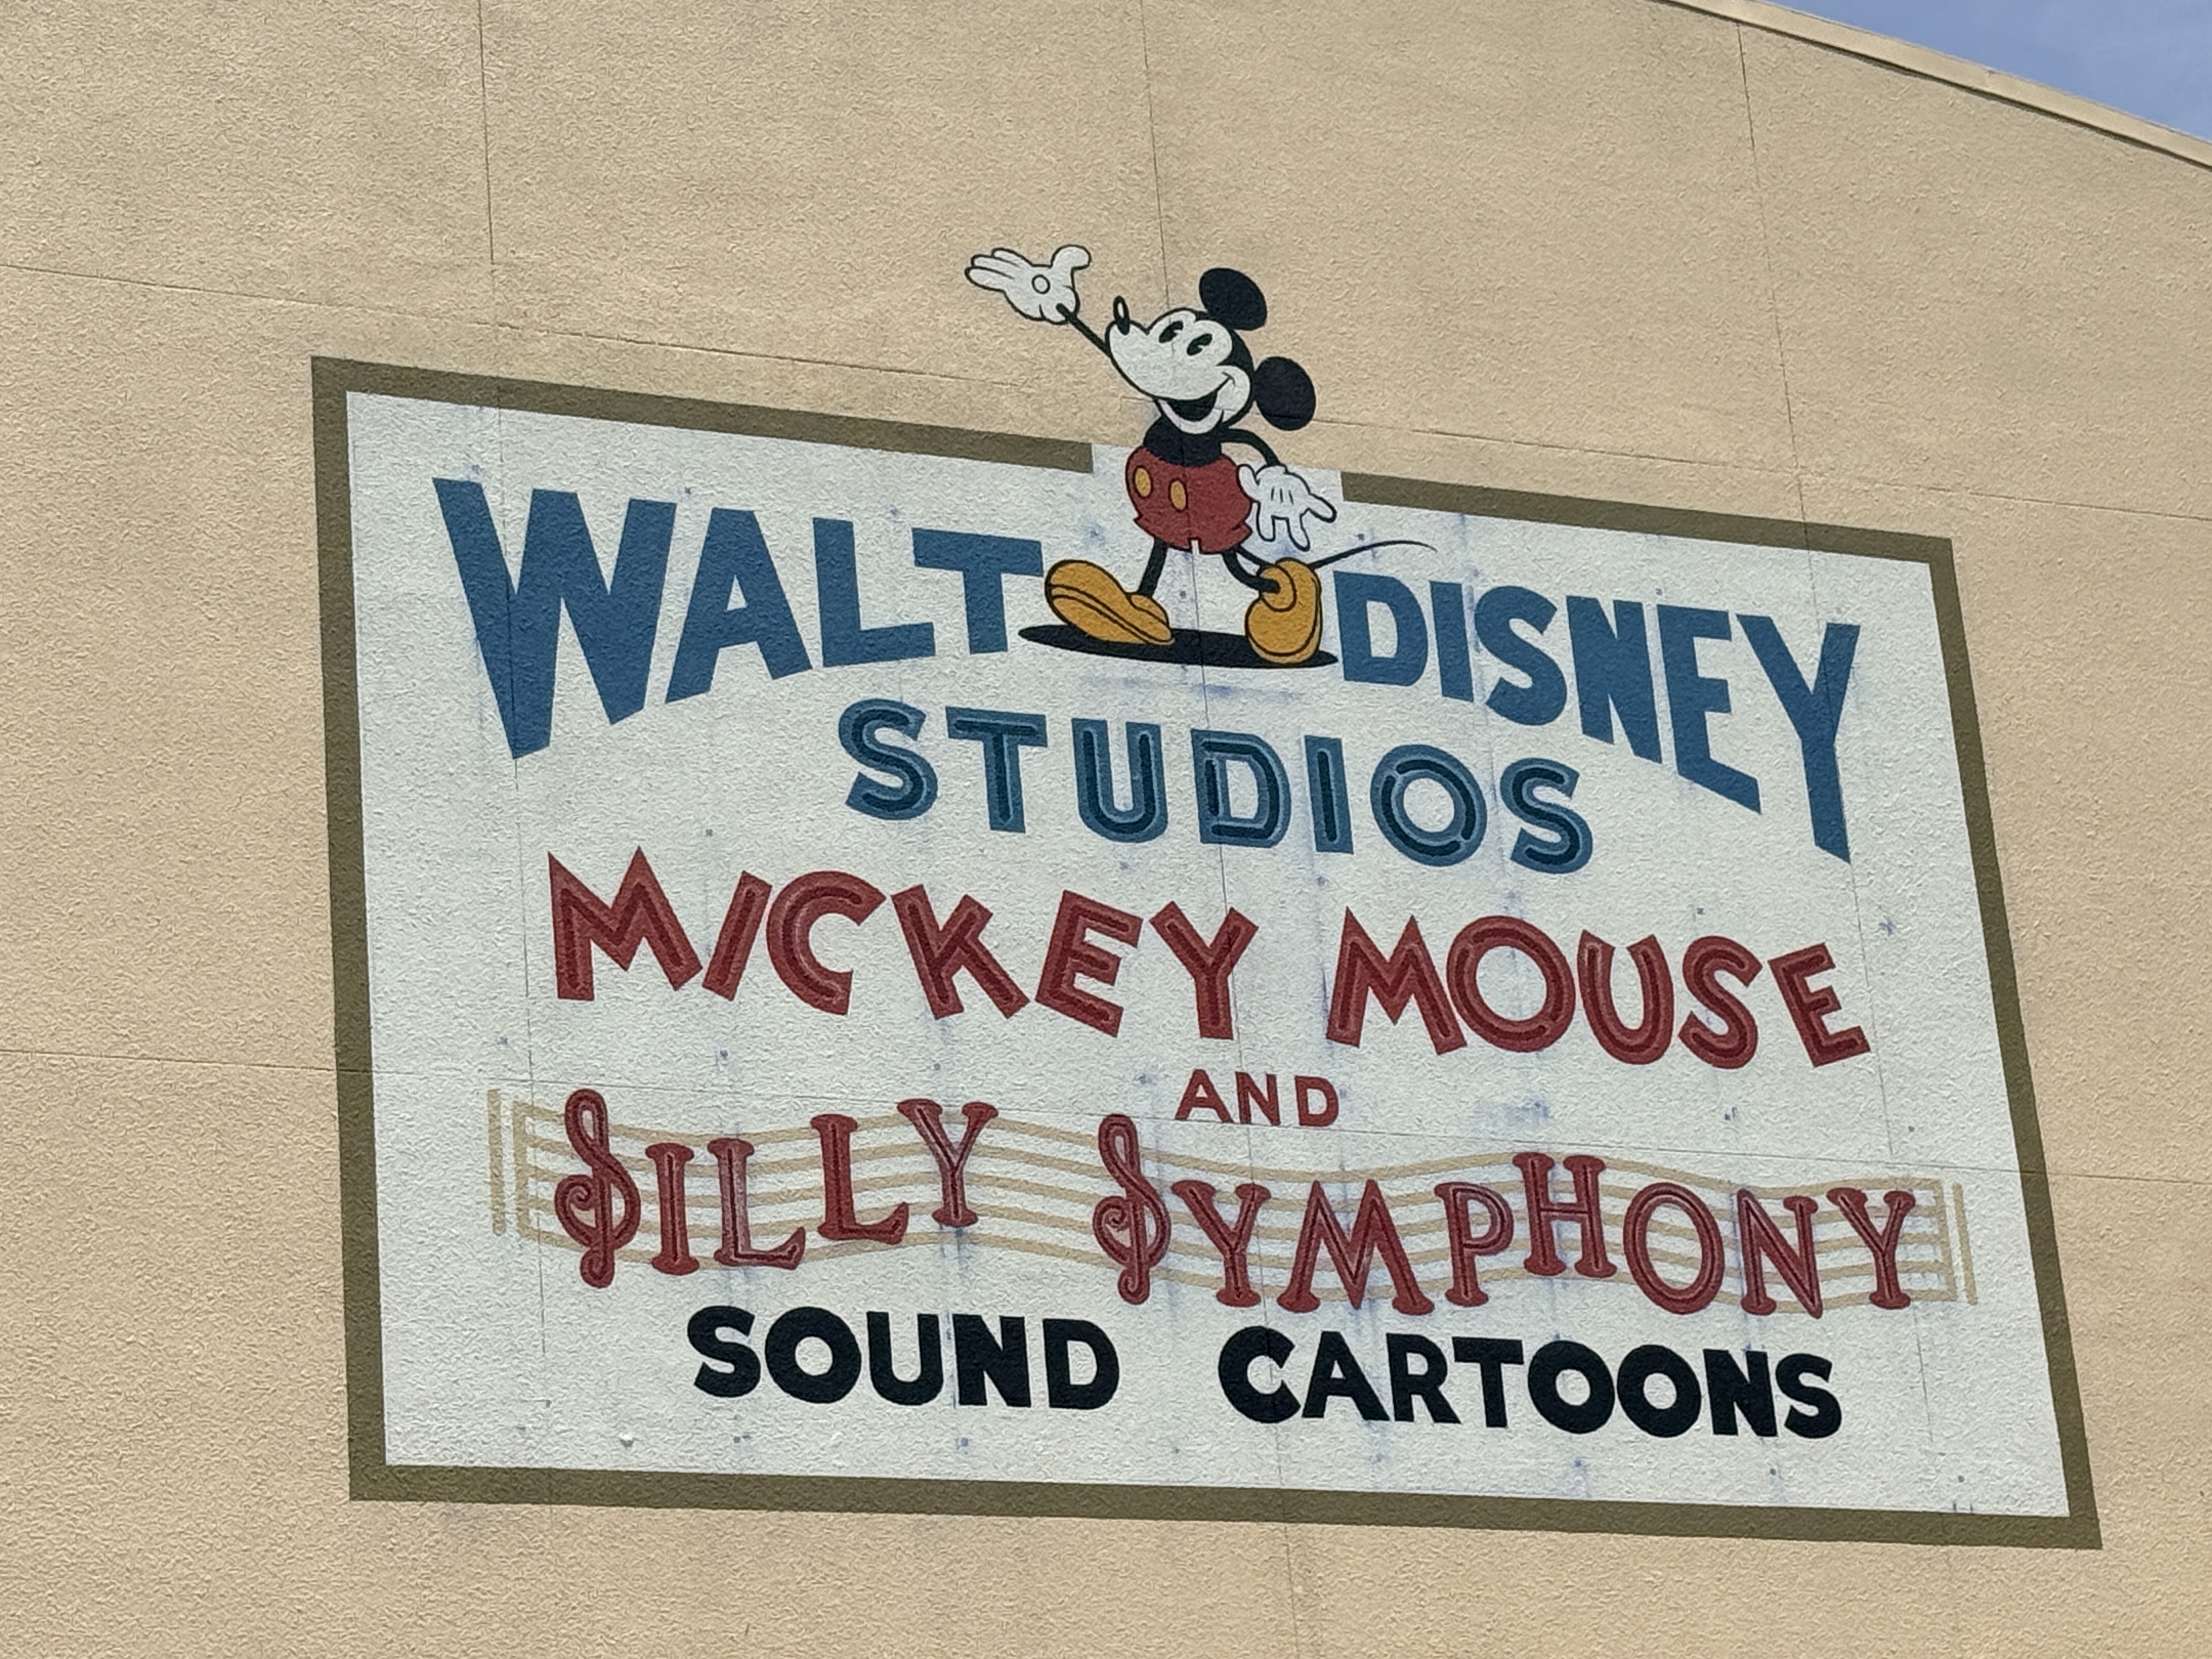 WALT DISNEY
STUDIOS
MICKEY MOUSE
AND
SILLY SYMPHONY
SOUND CARTOONS